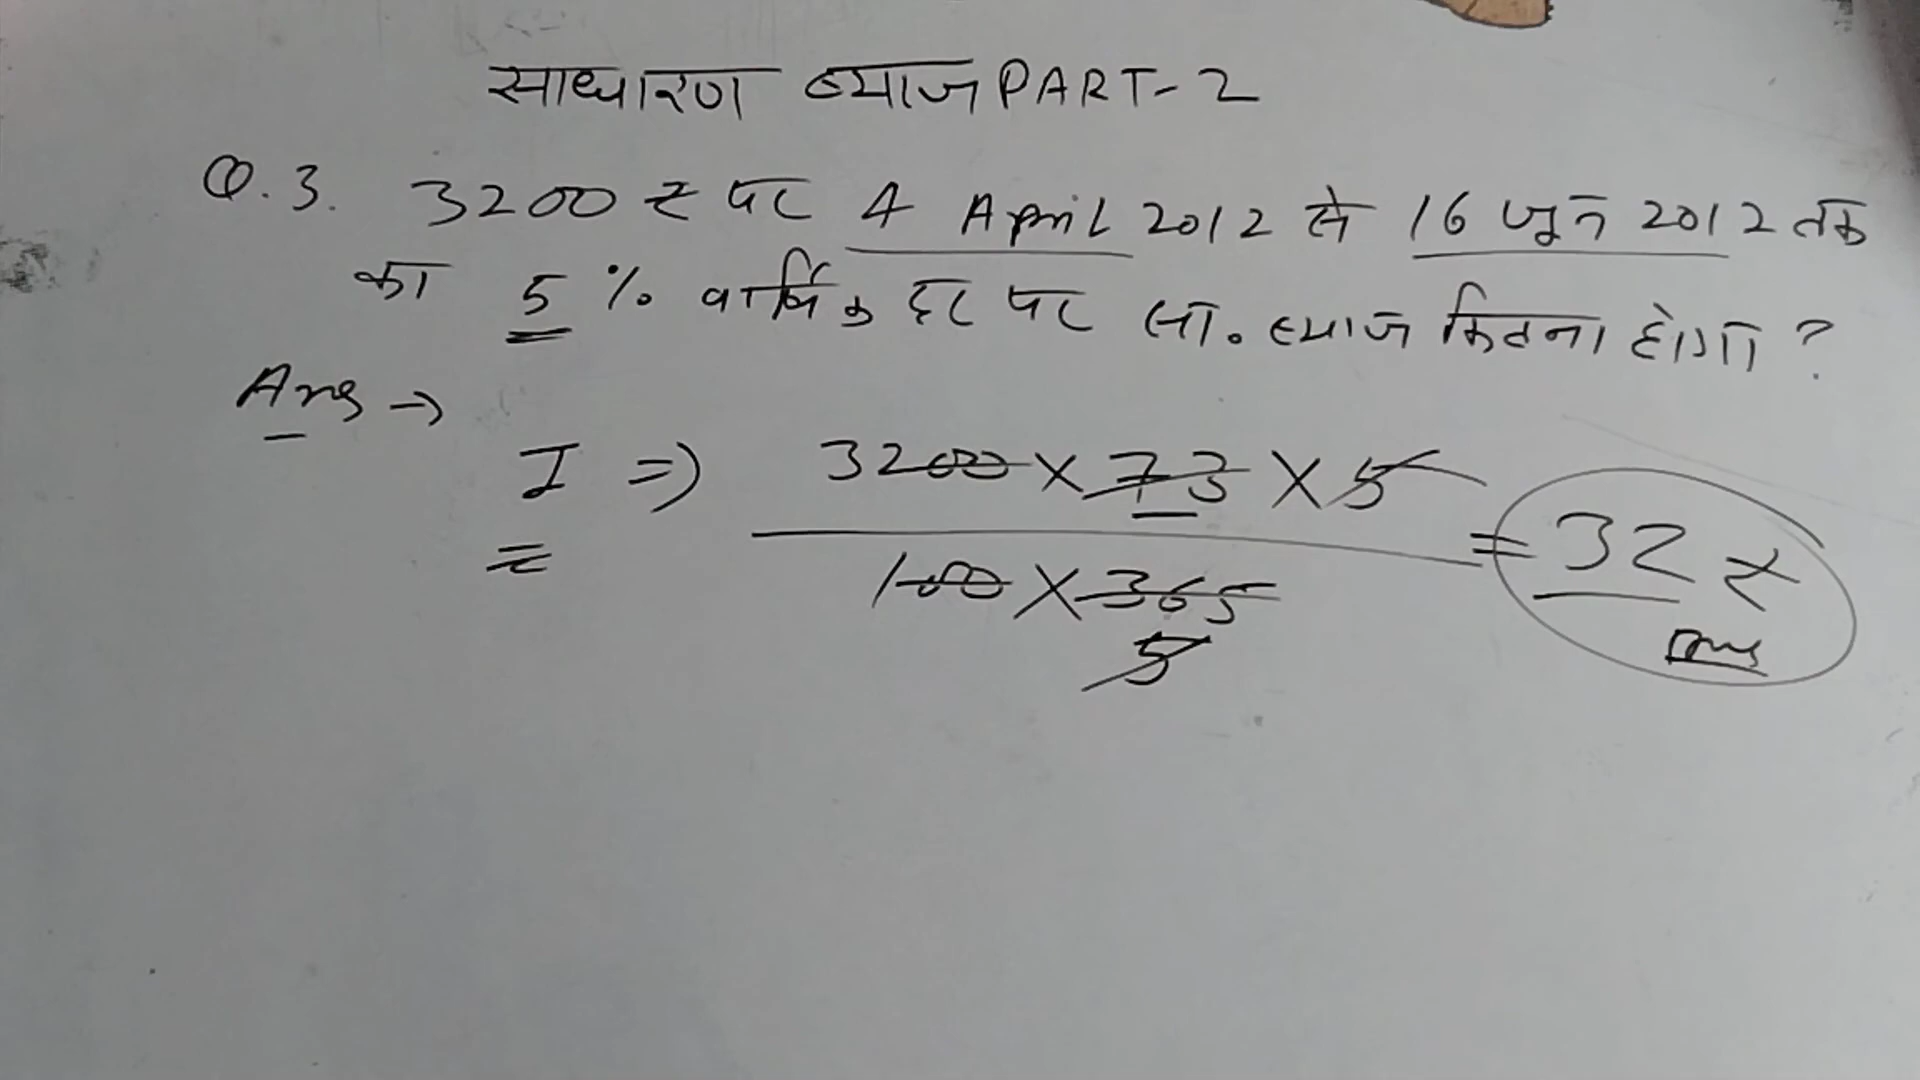 साधारण ब्याज PART-2
Q.3. 3200 ₹ पर 4 April 2012 से 16 जून 2012 तक
का 5 % वार्षिक दर पर सा. ब्याज कितना होगा ?
Ans →
I => 3200 X 73 X 5
= 100 X 365
5
= 32 ₹
Ans